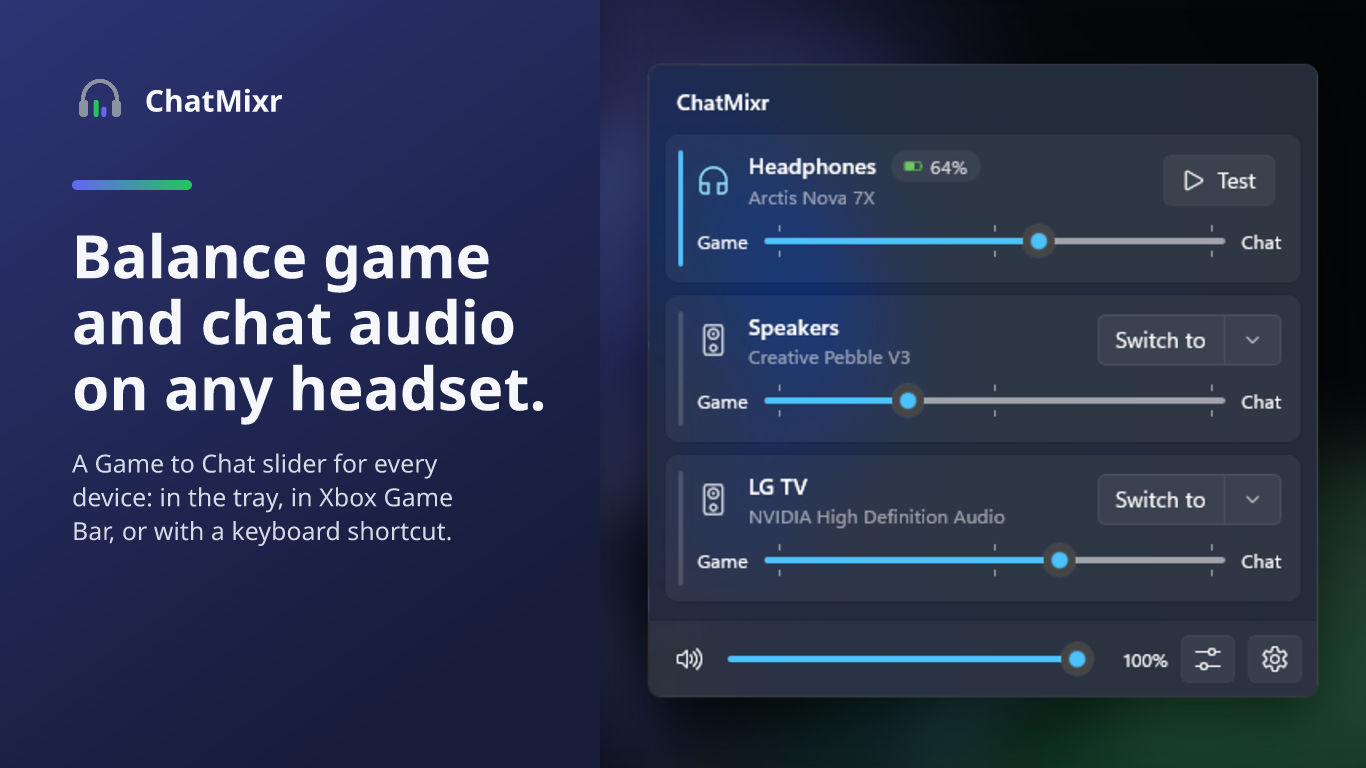 ChatMixr
Balance game
and chat audio
on any headset.
A Game to Chat slider for every
device: in the tray, in Xbox Game
Bar, or with a keyboard shortcut.
ChatMixr
Headphones 64%
Arctis Nova 7X
Test
Game Chat
Speakers
Creative Pebble V3
Switch to
Game Chat
LG TV
NVIDIA High Definition Audio
Switch to
Game Chat
100%